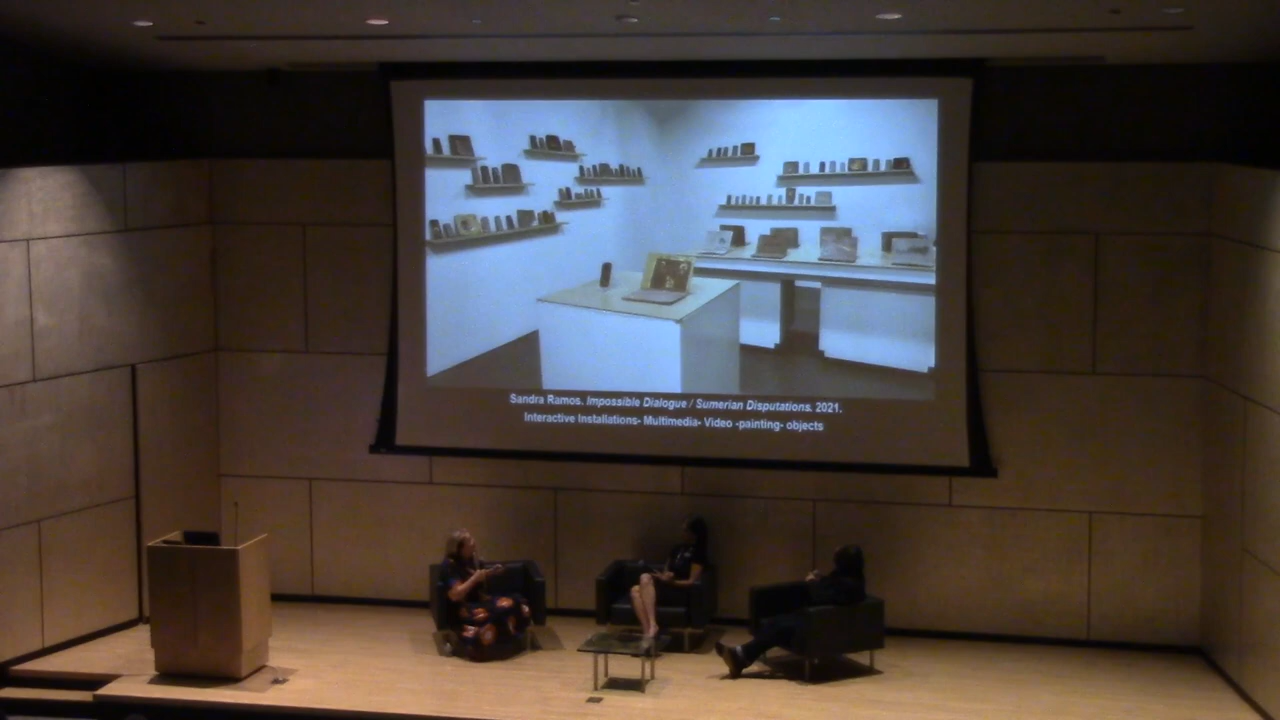 Sandra Ramos. Impossible Dialogue / Sumerian Disputations. 2021.
Interactive Installations- Multimedia- Video -painting- objects